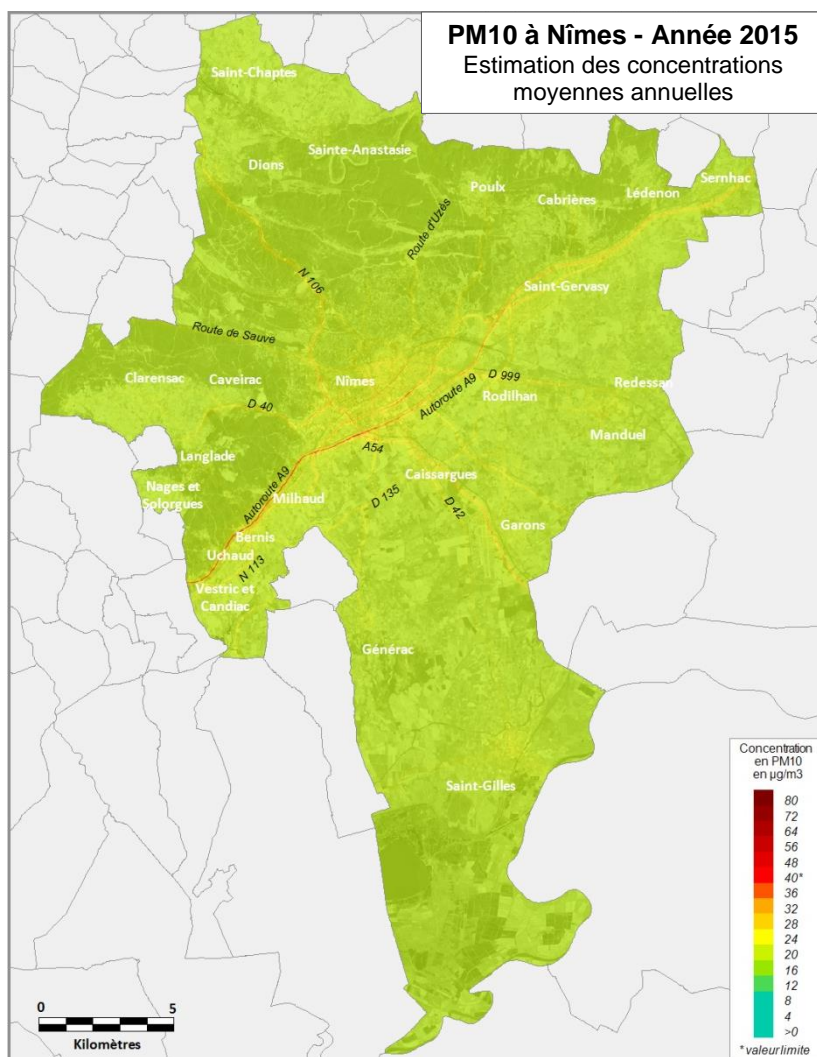 PM10 à Nîmes - Année 2015
Estimation des concentrations
moyennes annuelles
Saint-Chaptes
Sainte-Anastasie
Dions
Poulx
Cabrières
Lédenon
Sernhac
Route d'Uzès
N 106
Saint-Gervasy
Route de Sauve
Clarensac
Caveirac
Nîmes
D 999
Redessan
Rodilhan
Autoroute A9
D 40
Manduel
Langlade
A54
Caissargues
Nages et
Solorgues
Autoroute A9
Milhaud
D 135
D 42
Garons
Bernis
Uchaud
N 113
Vestric et
Candiac
Générac
Saint-Gilles
Concentration
en PM10
en µg/m3
80
72
64
56
48
40*
36
32
28
24
20
16
12
8
4
>0
*valeur limite
0 5
Kilomètres